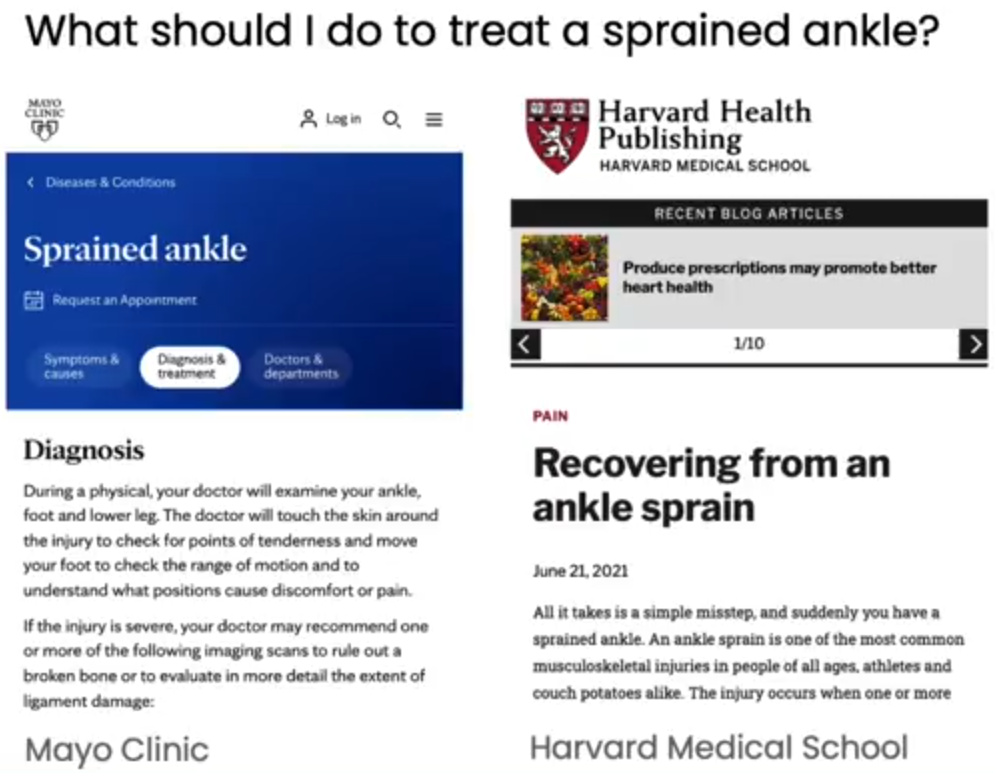 What should I do to treat a sprained ankle?
MAYO
CLINIC
Log in
Diseases & Conditions
Sprained ankle
Request an Appointment
Symptoms &
causes
Diagnosis &
treatment
Doctors &
departments
Diagnosis
During a physical, your doctor will examine your ankle,
foot and lower leg. The doctor will touch the skin around
the injury to check for points of tenderness and move
your foot to check the range of motion and to
understand what positions cause discomfort or pain.
If the injury is severe, your doctor may recommend one
or more of the following imaging scans to rule out a
broken bone or to evaluate in more detail the extent of
ligament damage:
Mayo Clinic
Harvard Health
Publishing
HARVARD MEDICAL SCHOOL
RECENT BLOG ARTICLES
Produce prescriptions may promote better
heart health
1/10
PAIN
Recovering from an
ankle sprain
June 21, 2021
All it takes is a simple misstep, and suddenly you have a
sprained ankle. An ankle sprain is one of the most common
musculoskeletal injuries in people of all ages, athletes and
couch potatoes alike. The injury occurs when one or more
Harvard Medical School